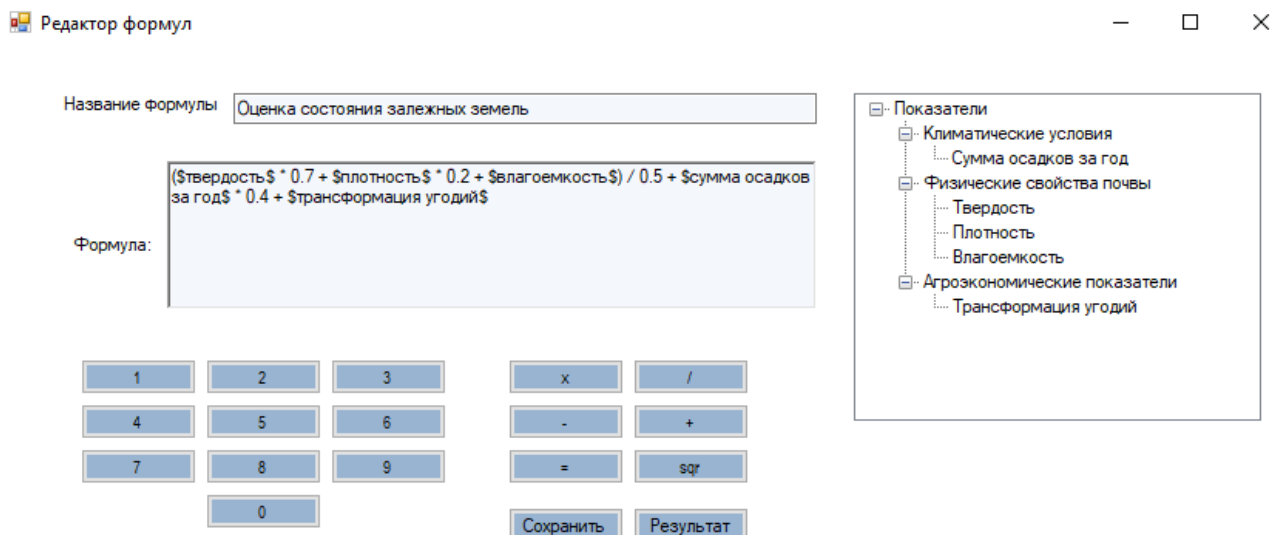 Редактор формул
Название формулы
Оценка состояния залежных земель
Формула:
($твердость$ * 0.7 + $плотность$ * 0.2 + $влагоемкость$) / 0.5 + $сумма осадков
за год$ * 0.4 + $трансформация угодий$
Показатели
Климатические условия
Сумма осадков за год
Физические свойства почвы
Твердость
Плотность
Влагоемкость
Агроэкономические показатели
Трансформация угодий
1 2 3 x /
4 5 6 - +
7 8 9 = sqr
0
Сохранить Результат